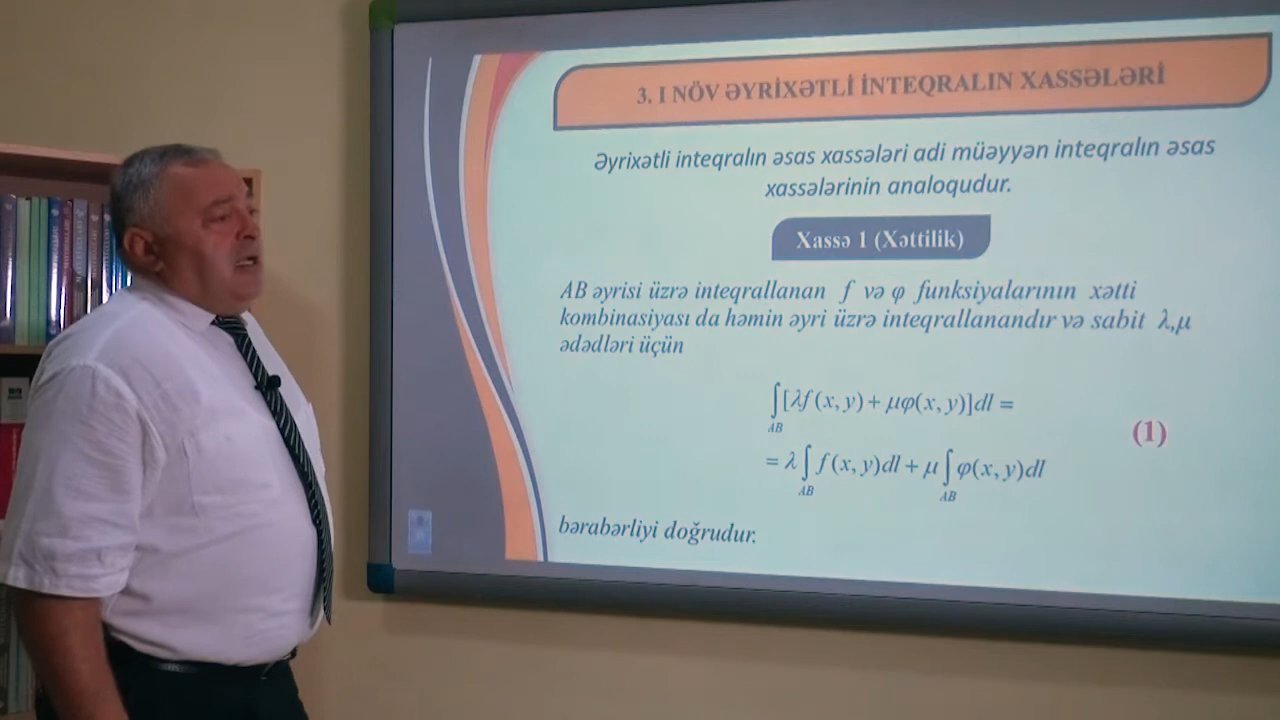 3. I NÖV ƏYRİXƏTLİ İNTEQRALIN XASSƏLƏRİ
Əyrixətli inteqralın əsas xassələri adi müəyyən inteqralın əsas
xassələrinin analoqudur.
Xassə 1 (Xəttilik)
AB əyrisi üzrə inteqrallanan f və φ funksiyalarının xətti
kombinasiyası da həmin əyri üzrə inteqrallanandır və sabit λ,μ
ədədləri üçün
∫[λf(x,y)+μφ(x,y)]dl =
AB
(1)
= λ∫f(x,y)dl+μ∫φ(x,y)dl
AB AB
bərabərliyi doğrudur.